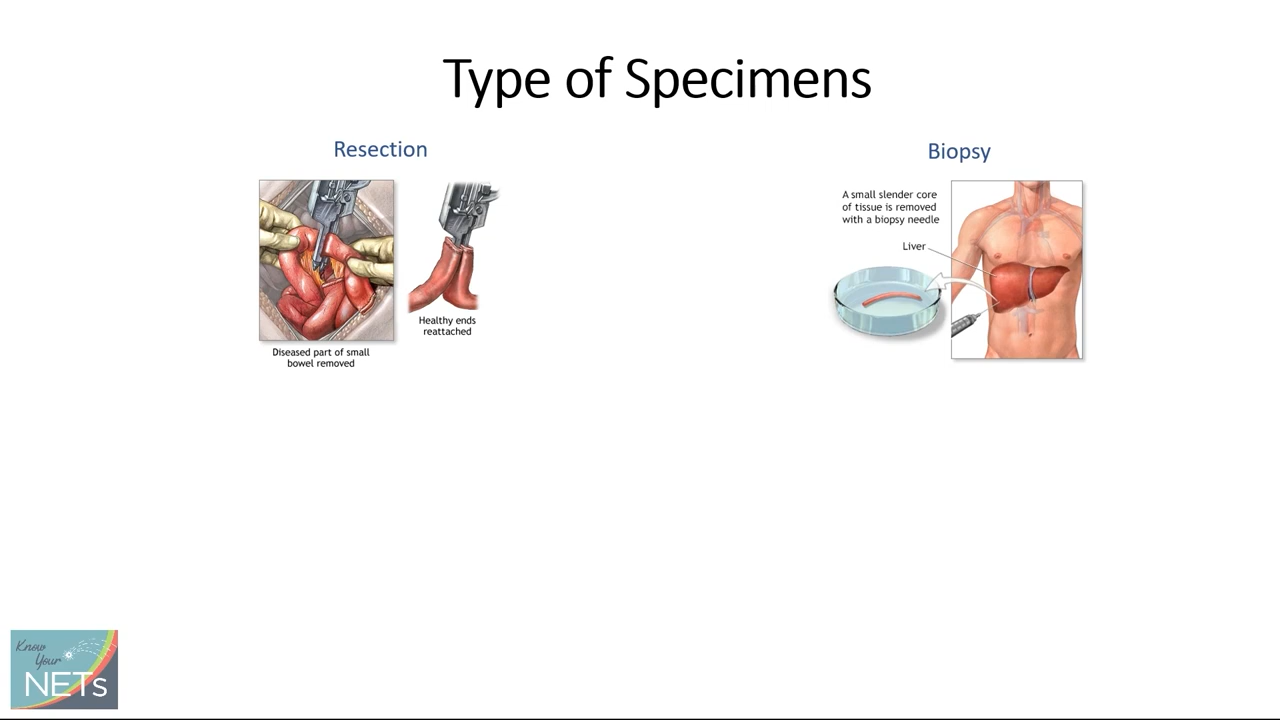 Type of Specimens
Resection
Diseased part of small
bowel removed
Healthy ends
reattached
Biopsy
A small slender core
of tissue is removed
with a biopsy needle
Liver
Know
Your
NETs